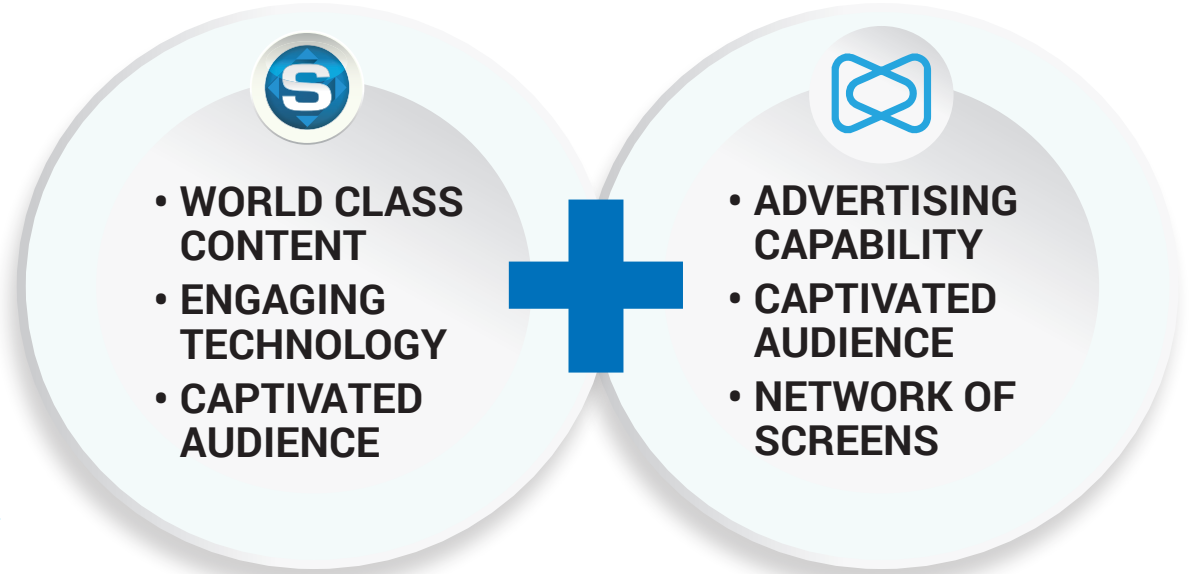 S
• WORLD CLASS
CONTENT
• ENGAGING
TECHNOLOGY
• CAPTIVATED
AUDIENCE
• ADVERTISING
CAPABILITY
• CAPTIVATED
AUDIENCE
• NETWORK OF
SCREENS